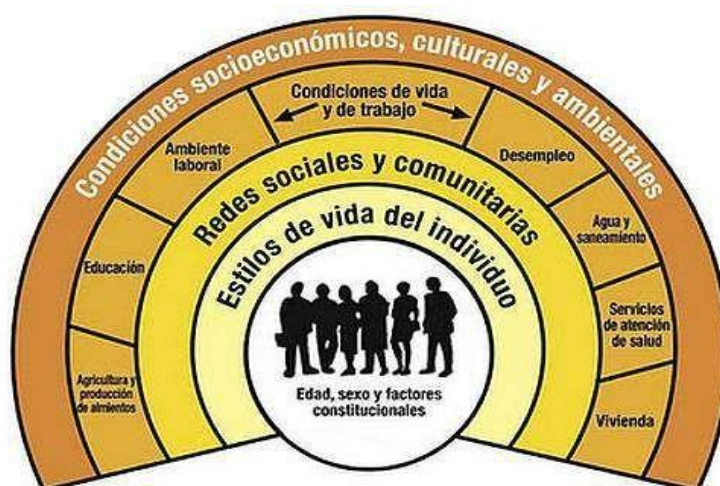 Condiciones socioeconómicos, culturales y ambientales
Condiciones de vida
y de trabajo
Ambiente
laboral
Desempleo
Educación
Agua y
saneamiento
Agricultura y
producción
de almientos
Servicios
de atención
de salud
Vivienda
Redes sociales y comunitarias
Estilos de vida del individuo
Edad, sexo y factores
constitucionales